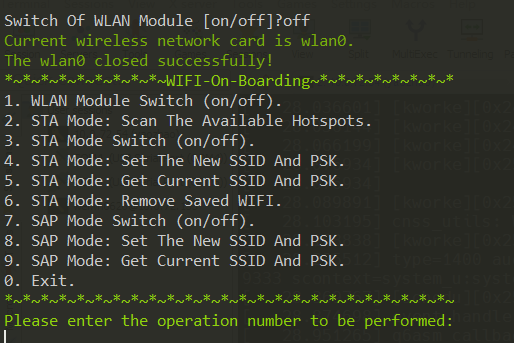 Switch Of WLAN Module [on/off]?off
Current wireless network card is wlan0.
The wlan0 closed successfully!
*~*~*~*~*~*~*~*~*~WIFI-On-Boarding~*~*~*~*~*~*~*~*
1. WLAN Module Switch (on/off).
2. STA Mode: Scan The Available Hotspots.
3. STA Mode Switch (on/off).
4. STA Mode: Set The New SSID And PSK.
5. STA Mode: Get Current SSID And PSK.
6. STA Mode: Remove Saved WIFI.
7. SAP Mode Switch (on/off).
8. SAP Mode: Set The New SSID And PSK.
9. SAP Mode: Get Current SSID And PSK.
0. Exit.
*~*~*~*~*~*~*~*~*~*~*~*~*~*~*~*~*~*~*~*~*~*~*~*~*~
Please enter the operation number to be performed: